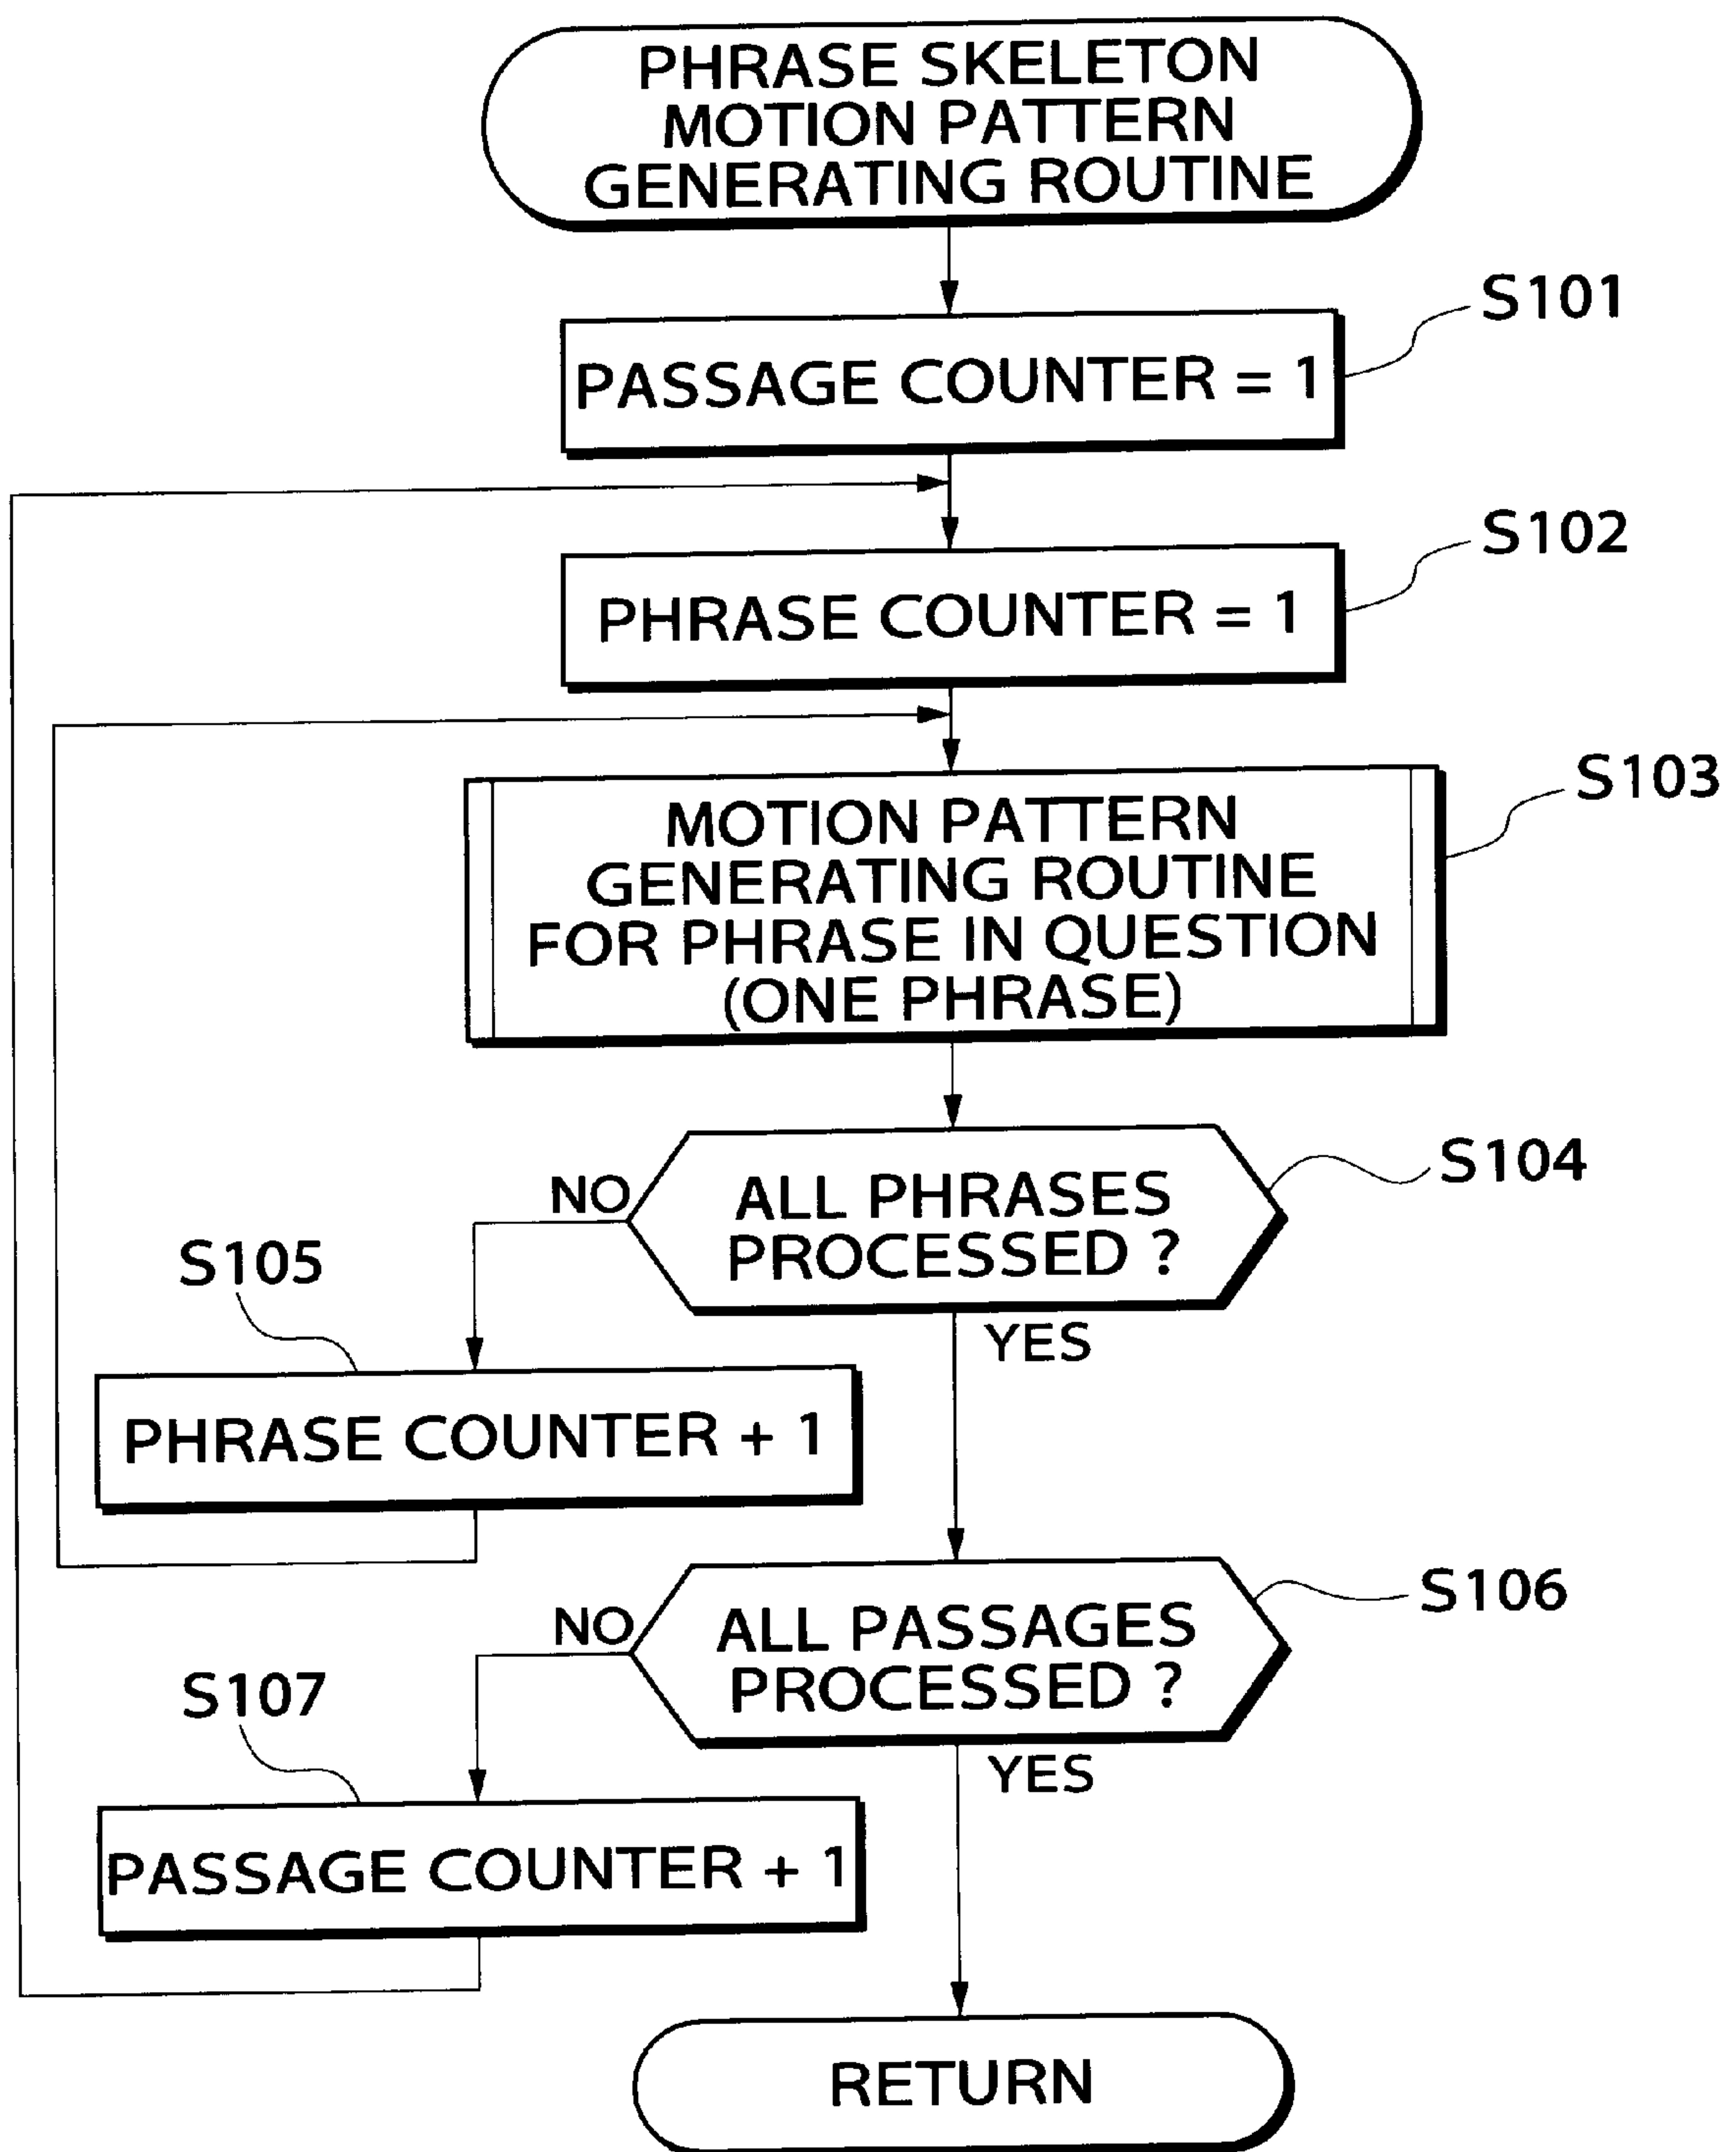 PHRASE SKELETON
MOTION PATTERN
GENERATING ROUTINE
S101
PASSAGE COUNTER = 1
S102
PHRASE COUNTER = 1
S103
MOTION PATTERN
GENERATING ROUTINE
FOR PHRASE IN QUESTION
(ONE PHRASE)
S104
NO
ALL PHRASES
PROCESSED ?
S105
YES
PHRASE COUNTER + 1
S106
NO
ALL PASSAGES
PROCESSED ?
S107
YES
PASSAGE COUNTER + 1
RETURN